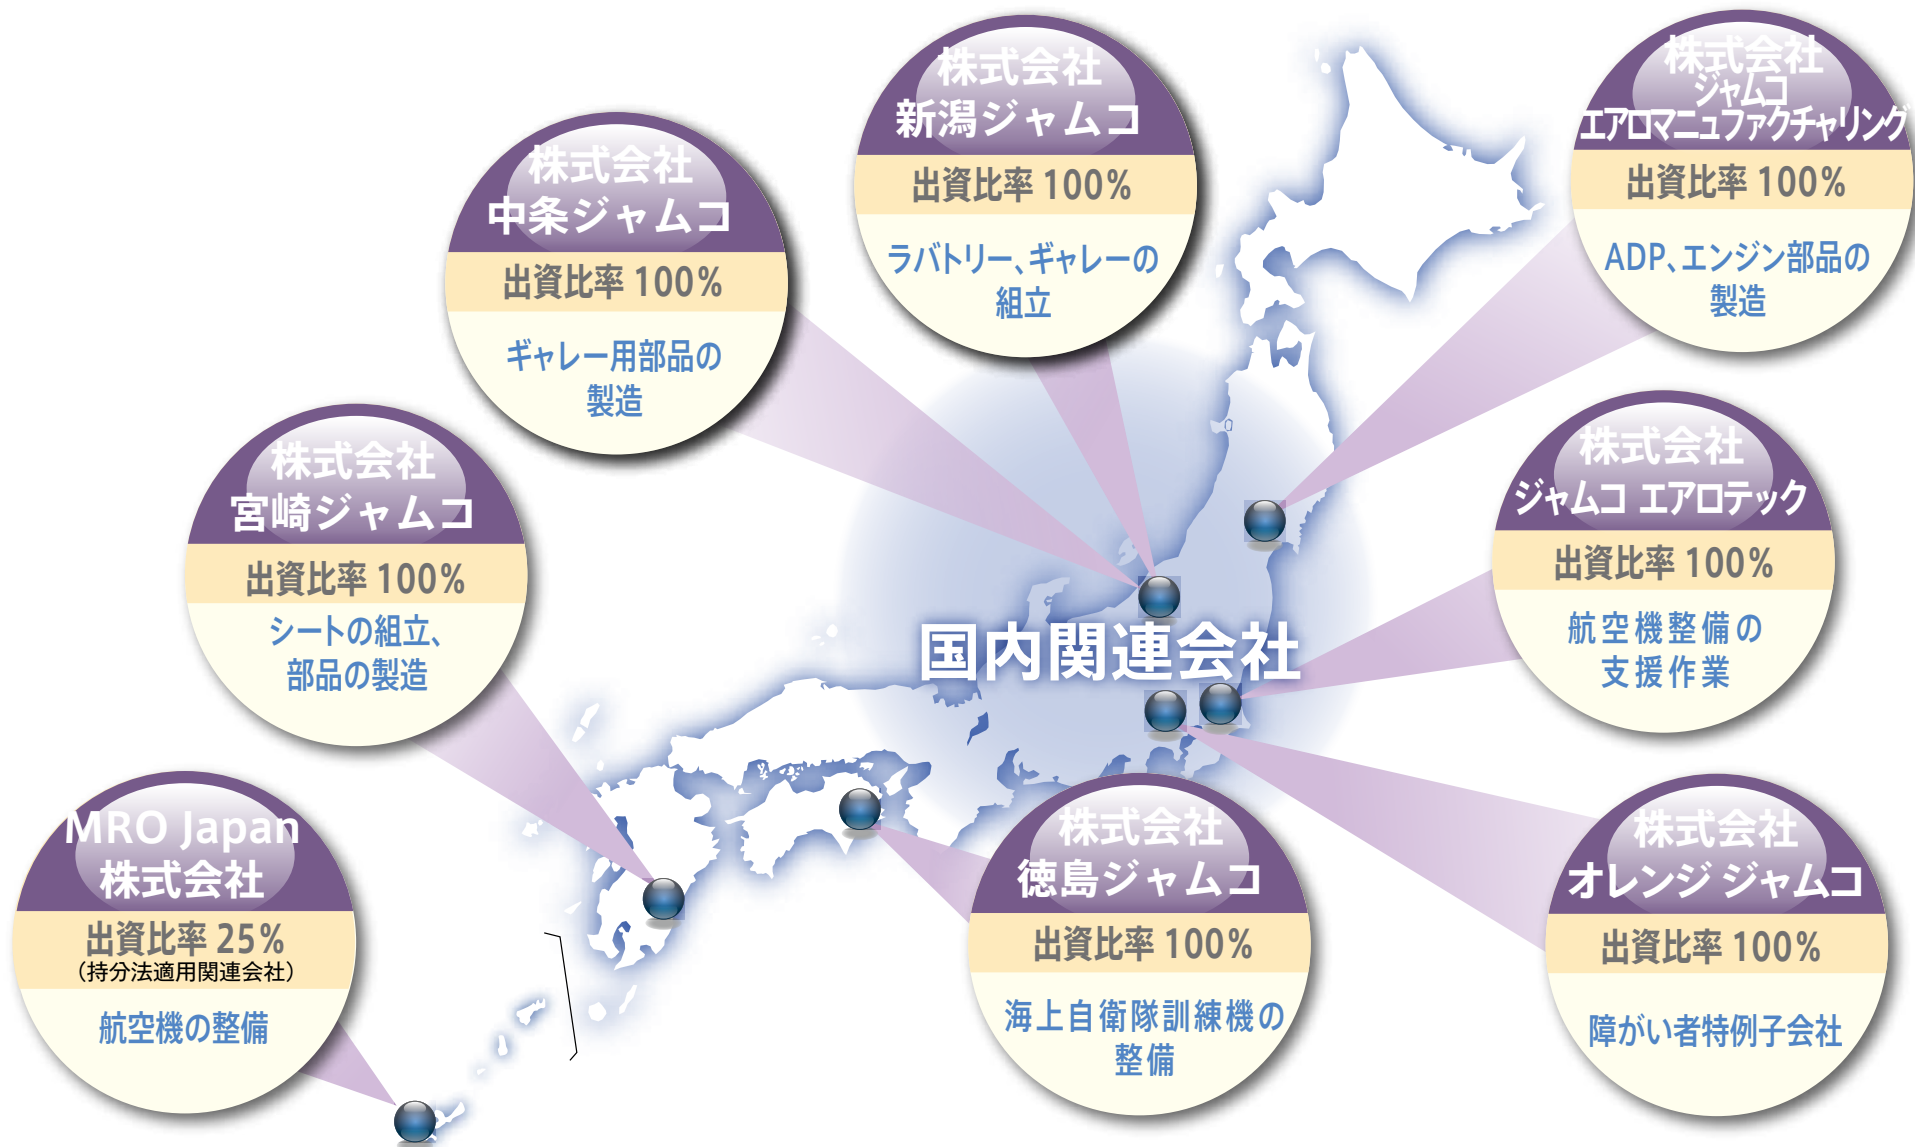 株式会社
新潟ジャムコ
出資比率 100%
ラバトリー、ギャレーの
組立
株式会社
ジャムコ
エアロマニュファクチャリング
出資比率 100%
ADP、エンジン部品の
製造
株式会社
中条ジャムコ
出資比率 100%
ギャレー用部品の
製造
株式会社
宮崎ジャムコ
出資比率 100%
シートの組立、
部品の製造
株式会社
ジャムコ エアロテック
出資比率 100%
航空機整備の
支援作業
国内関連会社
MRO Japan
株式会社
出資比率 25%
（持分法適用関連会社）
航空機の整備
株式会社
徳島ジャムコ
出資比率 100%
海上自衛隊訓練機の
整備
株式会社
オレンジ ジャムコ
出資比率 100%
障がい者特例子会社